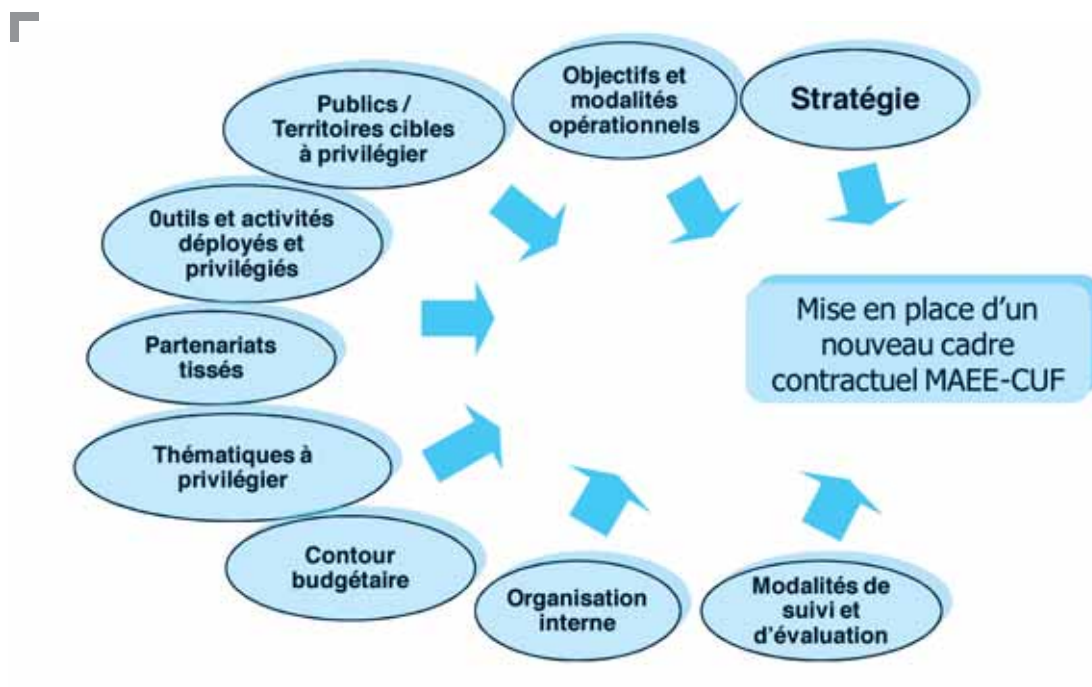 Objectifs et
modalités
opérationnels
Stratégie
Publics /
Territoires cibles
à privilégier
0utils et activités
déployés et
privilégiés
Partenariats
tissés
Thématiques à
privilégier
Contour
budgétaire
Organisation
interne
Modalités de
suivi et
d'évaluation
Mise en place d'un
nouveau cadre
contractuel MAEE-CUF